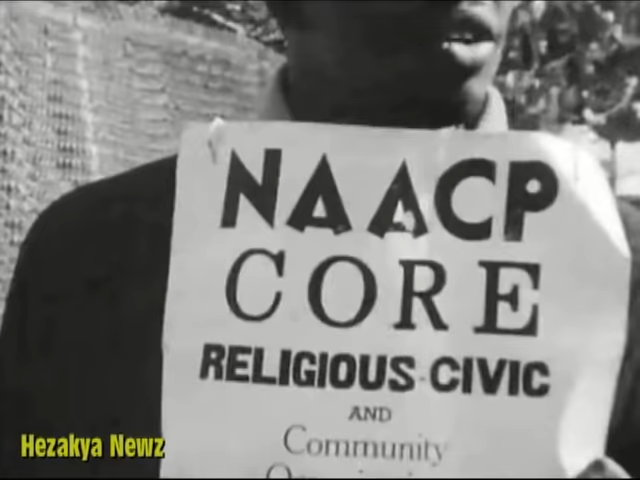 NAACP
CORE
RELIGIOUS-CIVIC
AND
Community
Hezakya Newz